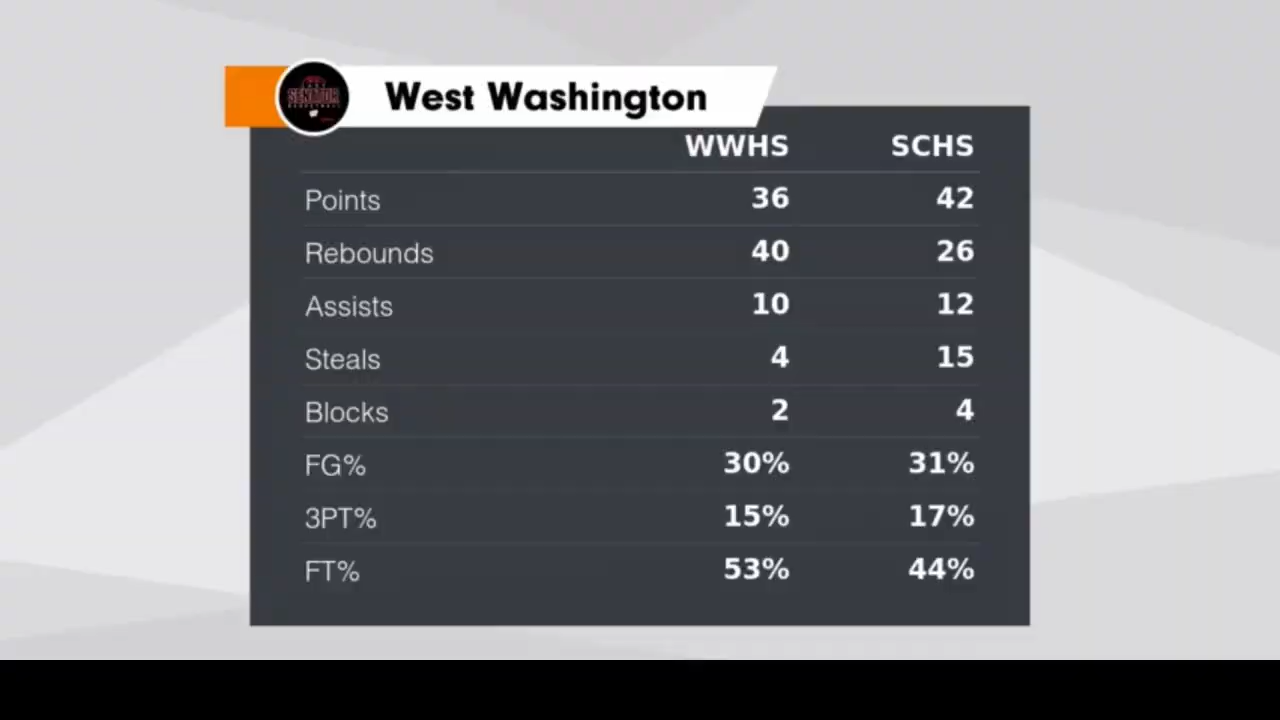 SENATOR
West Washington
WWHS SCHS
Points 36 42
Rebounds 40 26
Assists 10 12
Steals 4 15
Blocks 2 4
FG% 30% 31%
3PT% 15% 17%
FT% 53% 44%